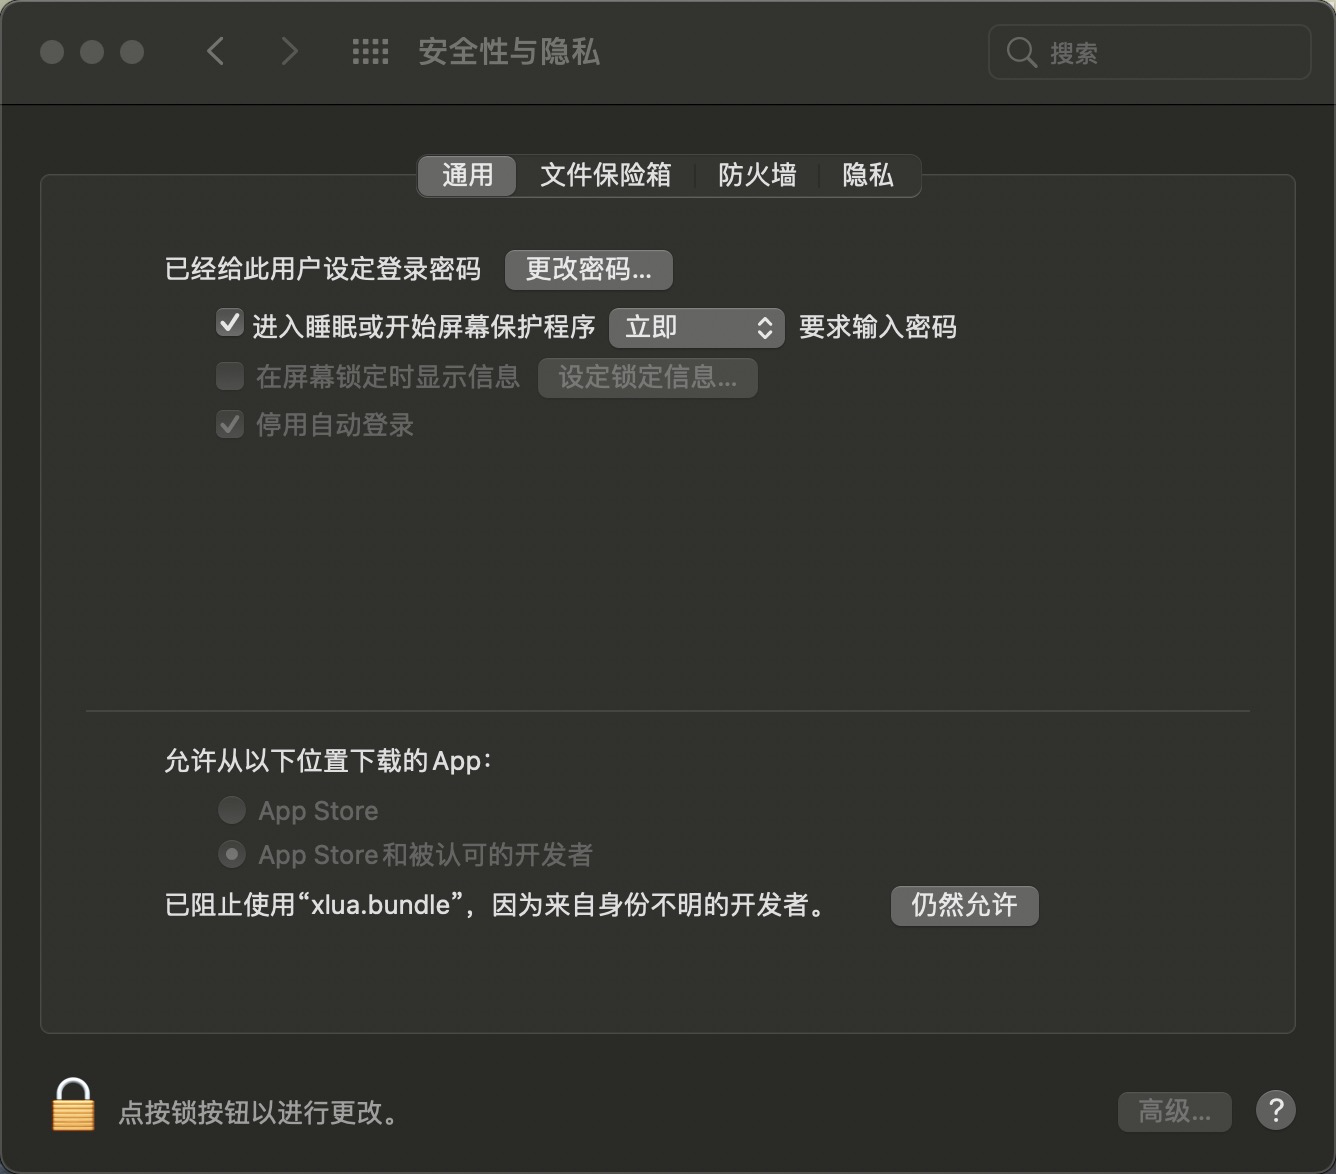 安全性与隐私
搜索
通用 文件保险箱 防火墙 隐私
已经给此用户设定登录密码 更改密码...
进入睡眠或开始屏幕保护程序 立即 要求输入密码
在屏幕锁定时显示信息 设定锁定信息...
停用自动登录
允许从以下位置下载的App：
App Store
App Store和被认可的开发者
已阻止使用“xlua.bundle”，因为来自身份不明的开发者。 仍然允许
点按锁按钮以进行更改。 高级... ?